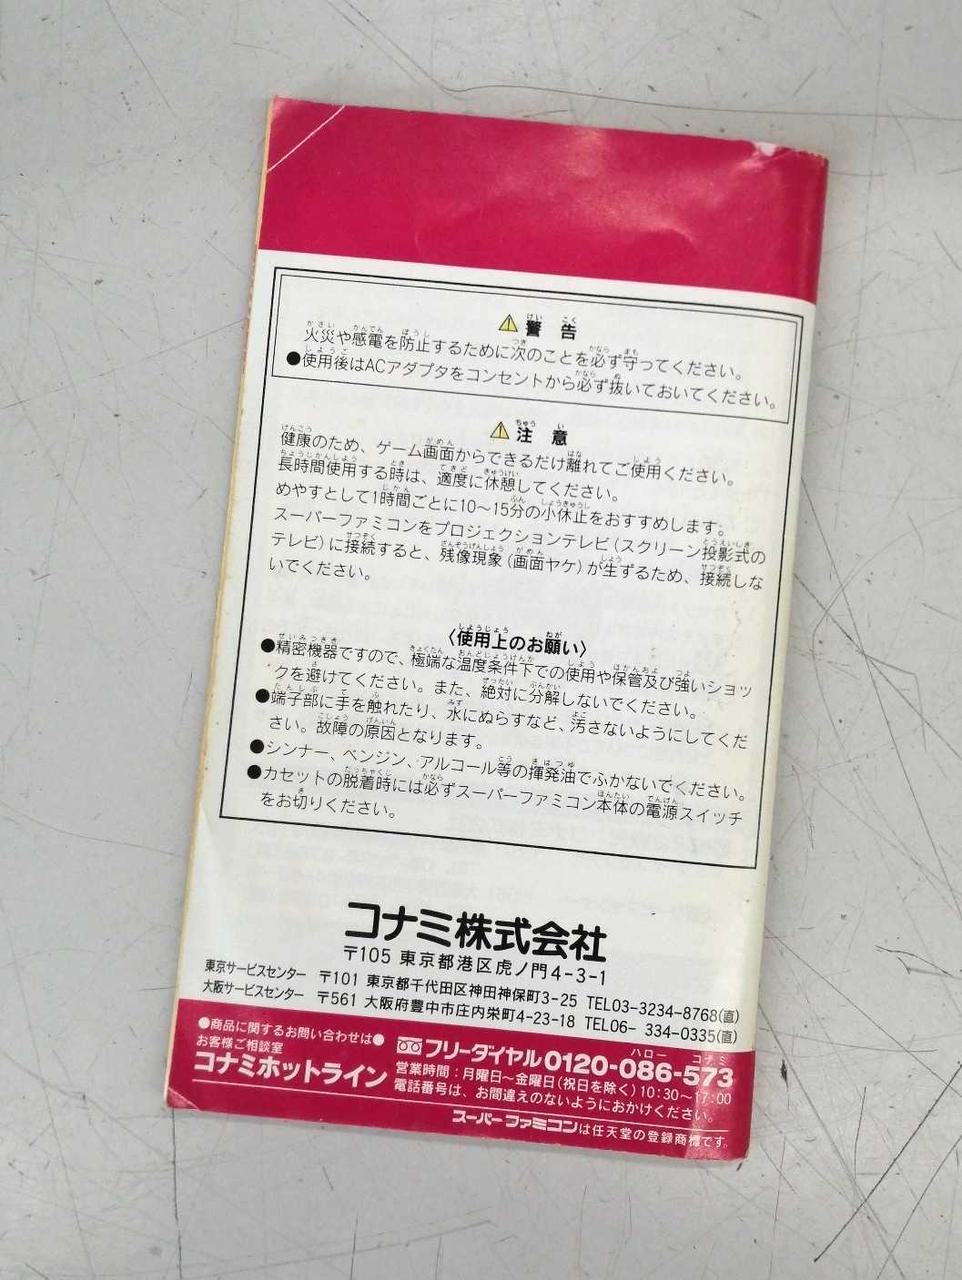 ⚠警告
火災や感電を防止するために次のことを必ず守ってください。
●使用後はACアダプタをコンセントから必ず抜いておいてください。
⚠注意
健康のため、ゲーム画面からできるだけ離れてご使用ください。
長時間使用する時は、適度に休憩してください。
めやすとして1時間ごとに10～15分の小休止をおすすめします。
スーパーファミコンをプロジェクションテレビ(スクリーン投影式の
テレビ)に接続すると、残像現象(画面ヤケ)が生ずるため、接続しな
いでください。
〈使用上のお願い〉
●精密機器ですので、極端な温度条件下での使用や保管及び強いショッ
クを避けてください。また、絶対に分解しないでください。
●端子部に手を触れたり、水にぬらすなど、汚さないようにしてくだ
さい。故障の原因となります。
●シンナー、ベンジン、アルコール等の揮発油でふかないでください。
●カセットの脱着時には必ずスーパーファミコン本体の電源スイッチ
をお切りください。
コナミ株式会社
〒105 東京都港区虎ノ門4-3-1
東京サービスセンター 〒101 東京都千代田区神田神保町3-25 TEL03-3234-8768(直)
大阪サービスセンター 〒561 大阪府豊中市庄内栄町4-23-18 TEL06- 334-0335(直)
●商品に関するお問い合わせは●
お客様ご相談室
コナミホットライン
ハロー コナミ
フリーダイヤル0120-086-573
営業時間：月曜日～金曜日(祝日を除く)10:30～17:00
電話番号は、お間違えのないようにおかけください。
スーパーファミコンは任天堂の登録商標です。